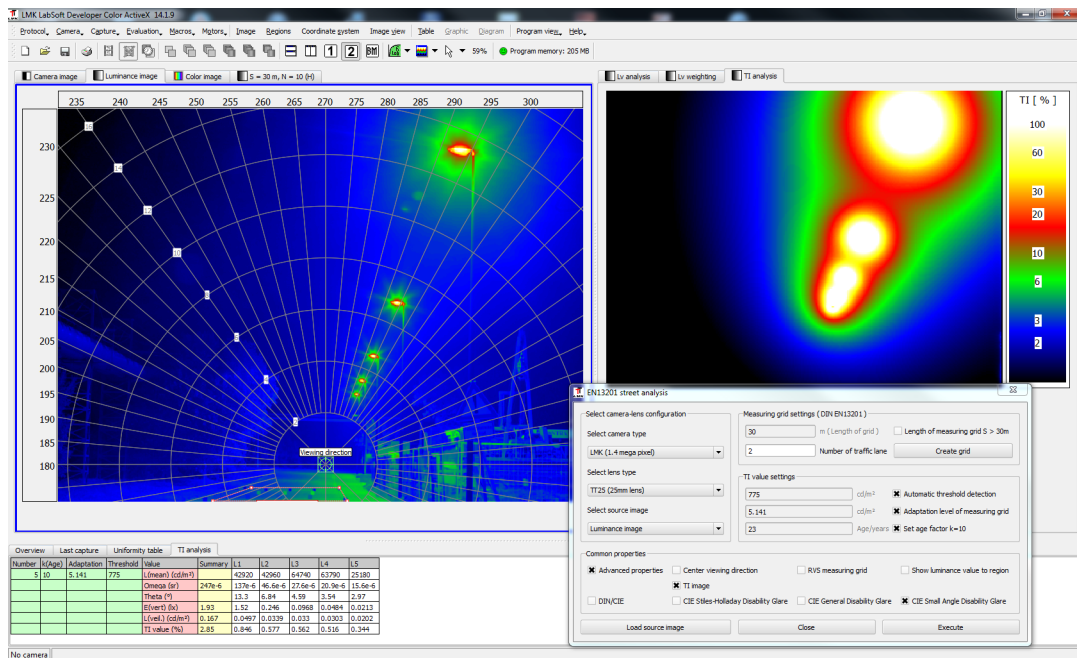 LMK LabSoft Developer Color ActiveX 14.1.9
Protocol Camera Capture Evaluation Macros Motors Image Regions Coordinate system Image view Table Graphic Diagram Program view Help
1 2 BM 59% Program memory: 205 MB
Camera image Luminance image Color image S = 30 m, N = 10 (H)
Lv analysis Lv weighting TI analysis
235 240 245 250 255 260 265 270 275 280 285 290 295 300
230
225
220
215
210
205
200
195
190
185
180
16
14
12
10
8
6
4
2
Viewing direction
TI [ % ]
100
60
30
20
10
6
3
2
EN13201 street analysis
Select camera-lens configuration
Select camera type
LMK (1.4 mega pixel)
Select lens type
TT25 (25mm lens)
Select source image
Luminance image
Measuring grid settings ( DIN EN13201 )
30 m ( Length of grid ) Length of measuring grid S > 30m
2 Number of traffic lane Create grid
TI value settings
775 cd/m² Automatic threshold detection
5.141 cd/m² Adaptation level of measuring grid
23 Age/years Set age factor k=10
Common properties
Advanced properties Center viewing direction RVS measuring grid Show luminance value to region
TI image
DIN/CIE CIE Stiles-Holladay Disability Glare CIE General Disability Glare CIE Small Angle Disability Glare
Load source image Close Execute
Overview Last capture Uniformity table TI analysis
Number k(Age) Adaptation Threshold Value Summary L1 L2 L3 L4 L5
5 10 5.141 775 L(mean) (cd/m²) 42920 42960 64740 63790 25180
Omega (sr) 247e-6 137e-6 46.6e-6 27.6e-6 20.9e-6 15.6e-6
Theta (°) 13.3 6.84 4.59 3.54 2.97
E(vert) (lx) 1.93 1.52 0.246 0.0968 0.0484 0.0213
L(veil.) (cd/m²) 0.167 0.0497 0.0339 0.033 0.0303 0.0202
TI value (%) 2.85 0.846 0.577 0.562 0.516 0.344
No camera